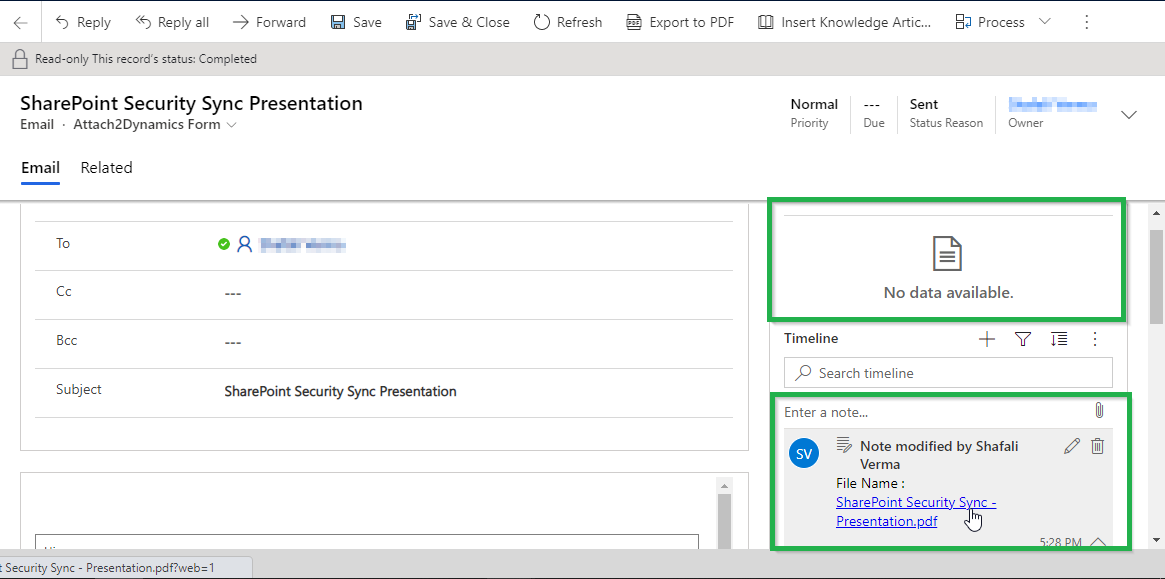 Reply Reply all Forward Save Save & Close Refresh Export to PDF Insert Knowledge Artic... Process
Read-only This record's status: Completed
SharePoint Security Sync Presentation
Email · Attach2Dynamics Form
Normal
Priority
---
Due
Sent
Status Reason
Owner
Email Related
To
Cc ---
Bcc ---
Subject SharePoint Security Sync Presentation
No data available.
Timeline
Search timeline
Enter a note...
SV
Note modified by Shafali
Verma
File Name :
SharePoint Security Sync -
Presentation.pdf
5:28 PM
t Security Sync - Presentation.pdf?web=1